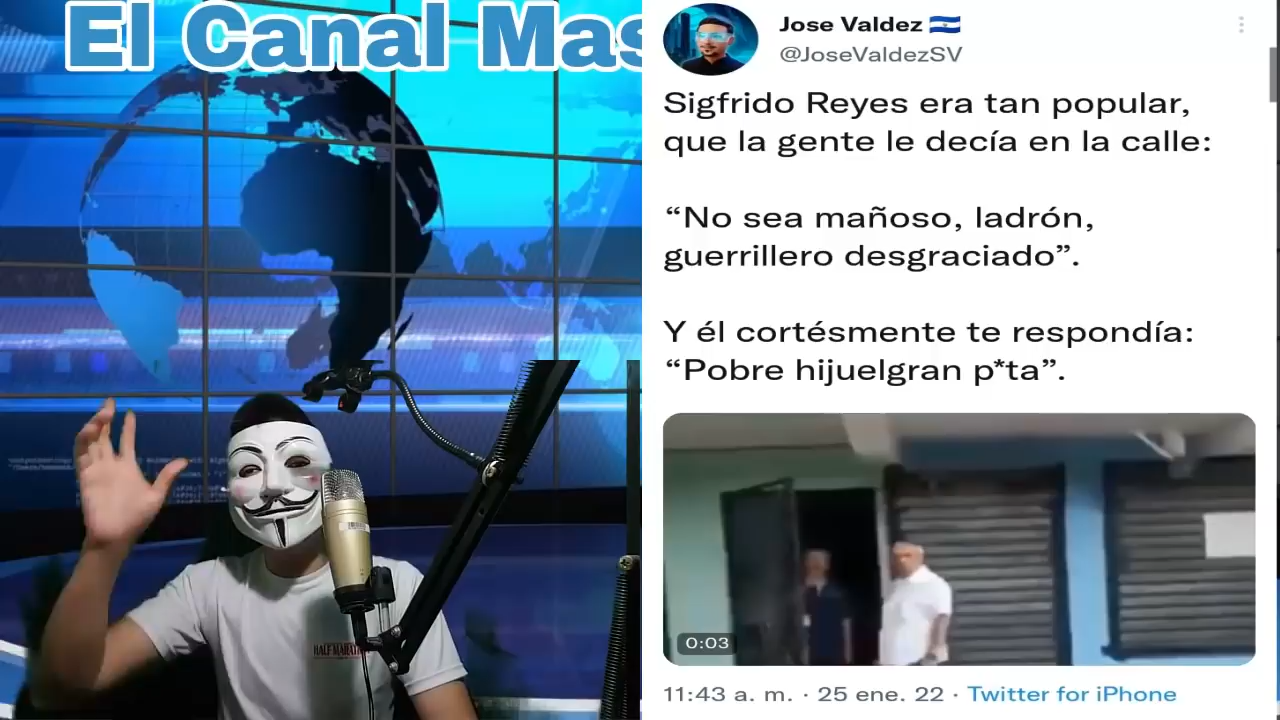 El Canal Mas
Jose Valdez
@JoseValdezSV
Sigfrido Reyes era tan popular,
que la gente le decía en la calle:
“No sea mañoso, ladrón,
guerrillero desgraciado”.
Y él cortésmente te respondía:
“Pobre hijuelgran p*ta”.
0:03
11:43 a. m. · 25 ene. 22 · Twitter for iPhone
HALF MARATHON